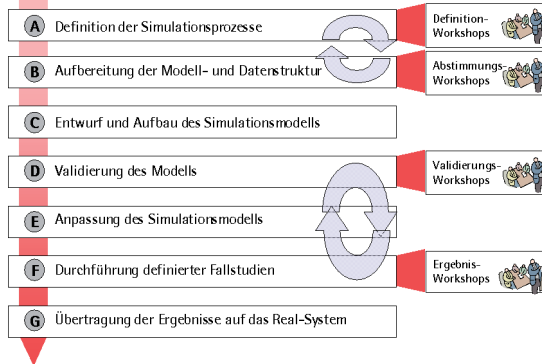 A Definition der Simulationsprozesse
Definition-
Workshops
B Aufbereitung der Modell- und Datenstruktur
Abstimmungs-
Workshops
C Entwurf und Aufbau des Simulationsmodells
D Validierung des Modells
Validierungs-
Workshops
E Anpassung des Simulationsmodells
F Durchführung definierter Fallstudien
Ergebnis-
Workshops
G Übertragung der Ergebnisse auf das Real-System